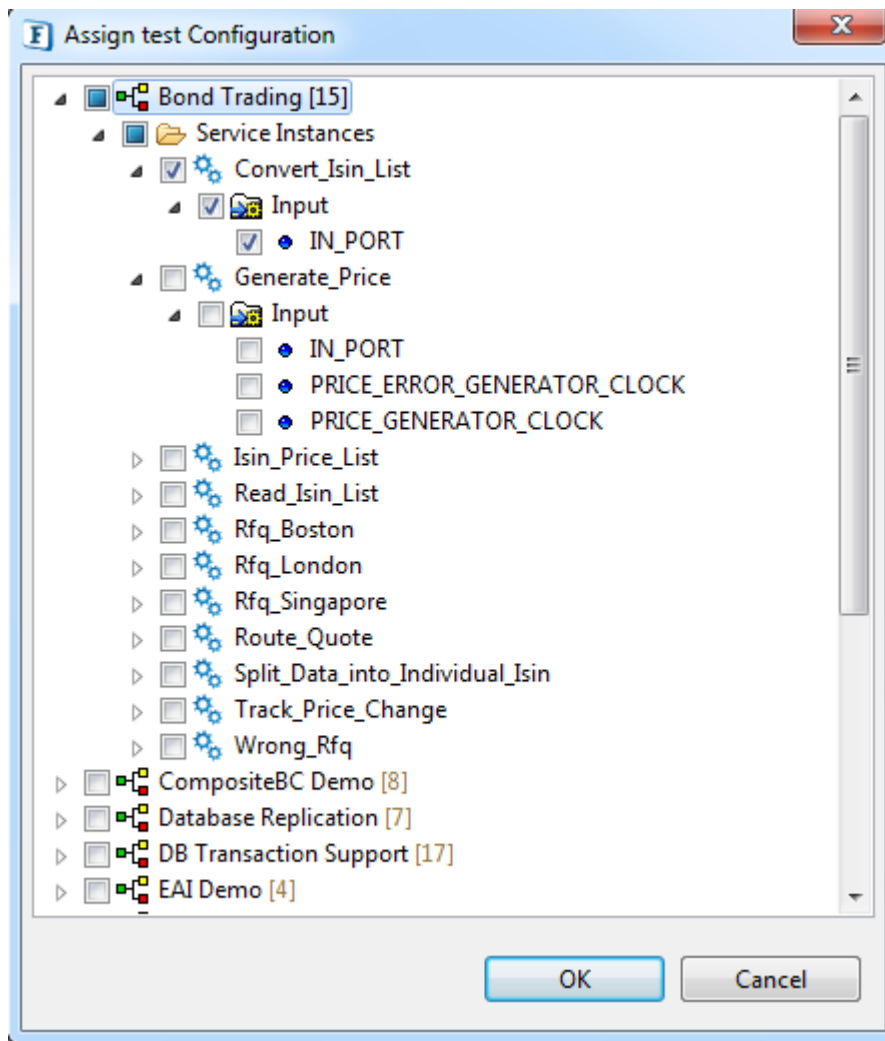 Assign test Configuration
Bond Trading [15]
Service Instances
Convert_Isin_List
Input
IN_PORT
Generate_Price
Input
IN_PORT
PRICE_ERROR_GENERATOR_CLOCK
PRICE_GENERATOR_CLOCK
Isin_Price_List
Read_Isin_List
Rfq_Boston
Rfq_London
Rfq_Singapore
Route_Quote
Split_Data_into_Individual_Isin
Track_Price_Change
Wrong_Rfq
CompositeBC Demo [8]
Database Replication [7]
DB Transaction Support [17]
EAI Demo [4]
OK Cancel